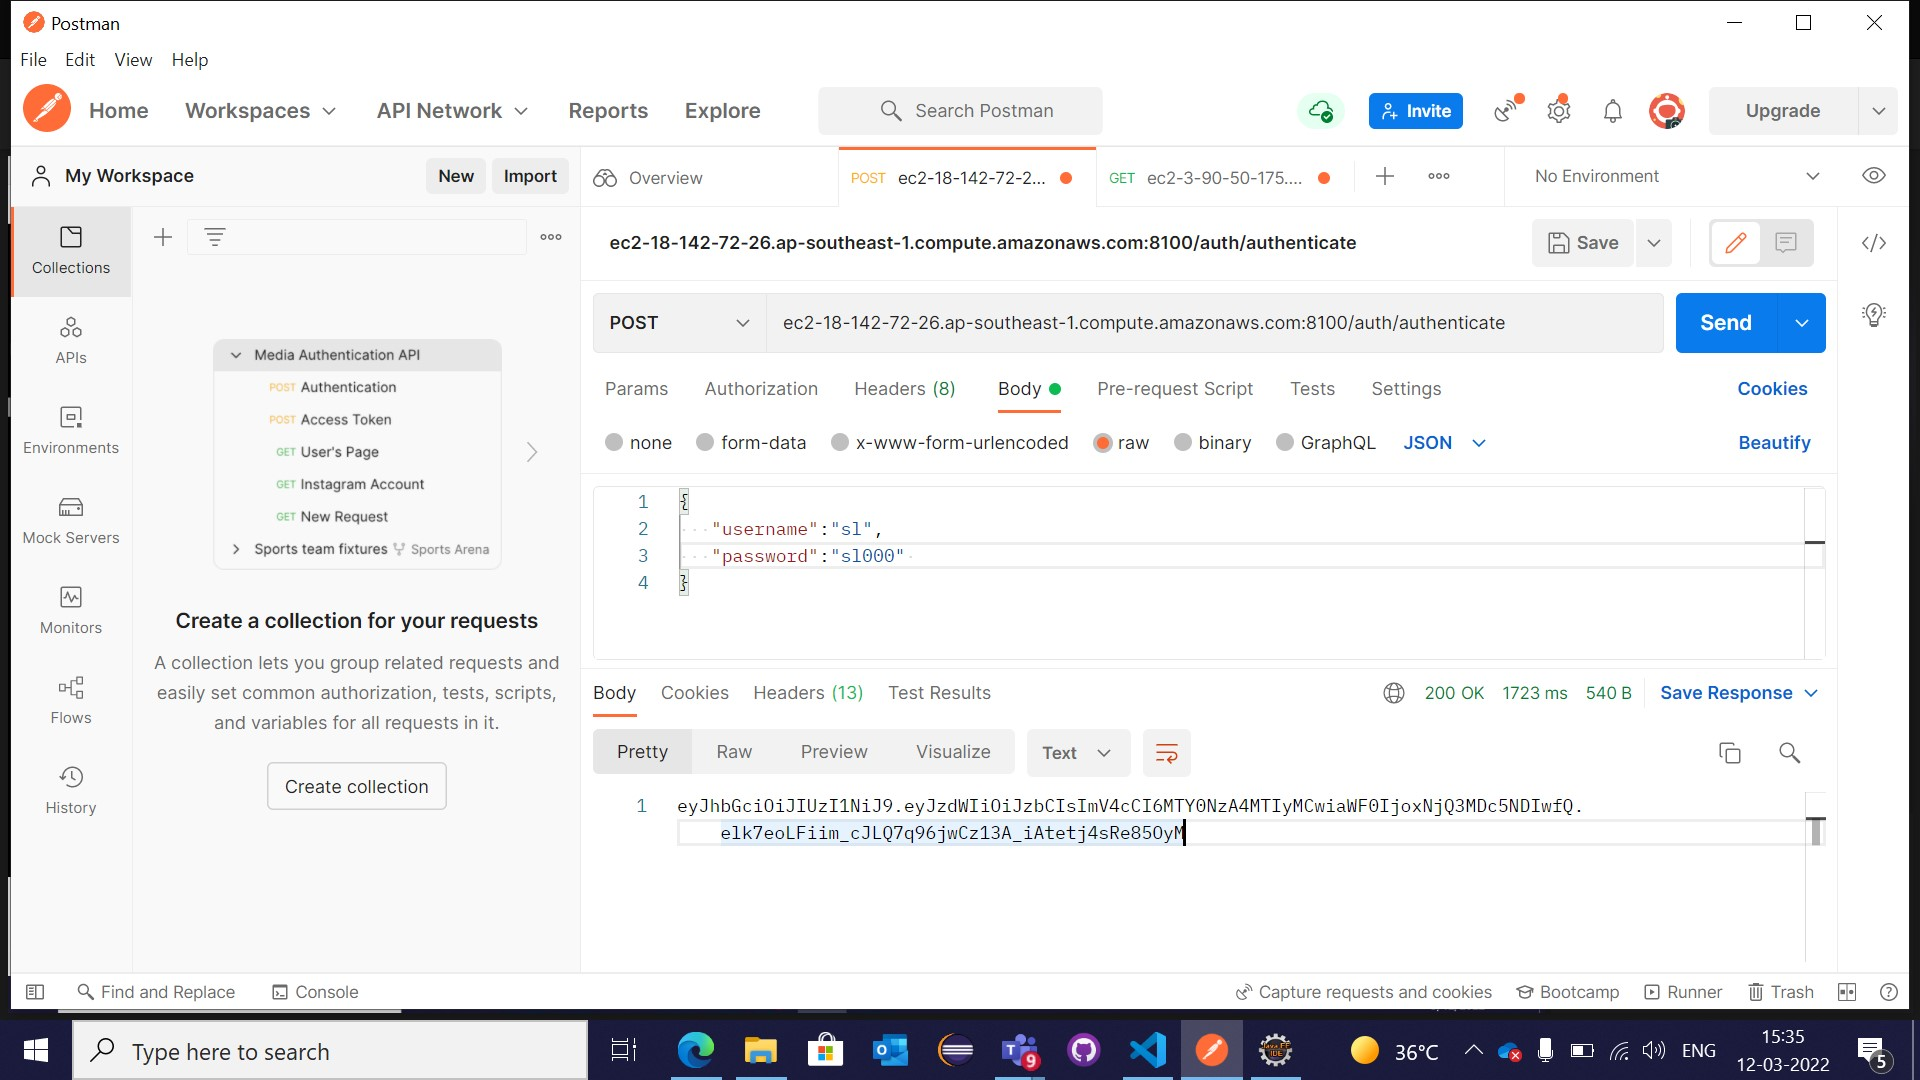 Postman
File Edit View Help
Home Workspaces API Network Reports Explore Search Postman Invite Upgrade
My Workspace New Import Overview POST ec2-18-142-72-2... GET ec2-3-90-50-175.... ooo No Environment
Collections
APIs
Environments
Mock Servers
Monitors
Flows
History
Media Authentication API
POST Authentication
POST Access Token
GET User's Page
GET Instagram Account
GET New Request
Sports team fixtures Sports Arena
Create a collection for your requests
A collection lets you group related requests and
easily set common authorization, tests, scripts,
and variables for all requests in it.
Create collection
ec2-18-142-72-26.ap-southeast-1.compute.amazonaws.com:8100/auth/authenticate Save
POST ec2-18-142-72-26.ap-southeast-1.compute.amazonaws.com:8100/auth/authenticate Send
Params Authorization Headers (8) Body Pre-request Script Tests Settings Cookies
none form-data x-www-form-urlencoded raw binary GraphQL JSON Beautify
1 {
2 "username":"sl",
3 "password":"sl000"
4 }
Body Cookies Headers (13) Test Results 200 OK 1723 ms 540 B Save Response
Pretty Raw Preview Visualize Text
1 eyJhbGciOiJIUzI1NiJ9.eyJzdWIiOiJzbCIsImV4cCI6MTY0NzA4MTIyMCwiaWF0IjoxNjQ3MDc5NDIwfQ.
elk7eoLFiim_cJLQ7q96jwCz13A_iAtetj4sRe85OyM
Find and Replace Console Capture requests and cookies Bootcamp Runner Trash
Type here to search 9 36°C ENG 15:35
12-03-2022 5